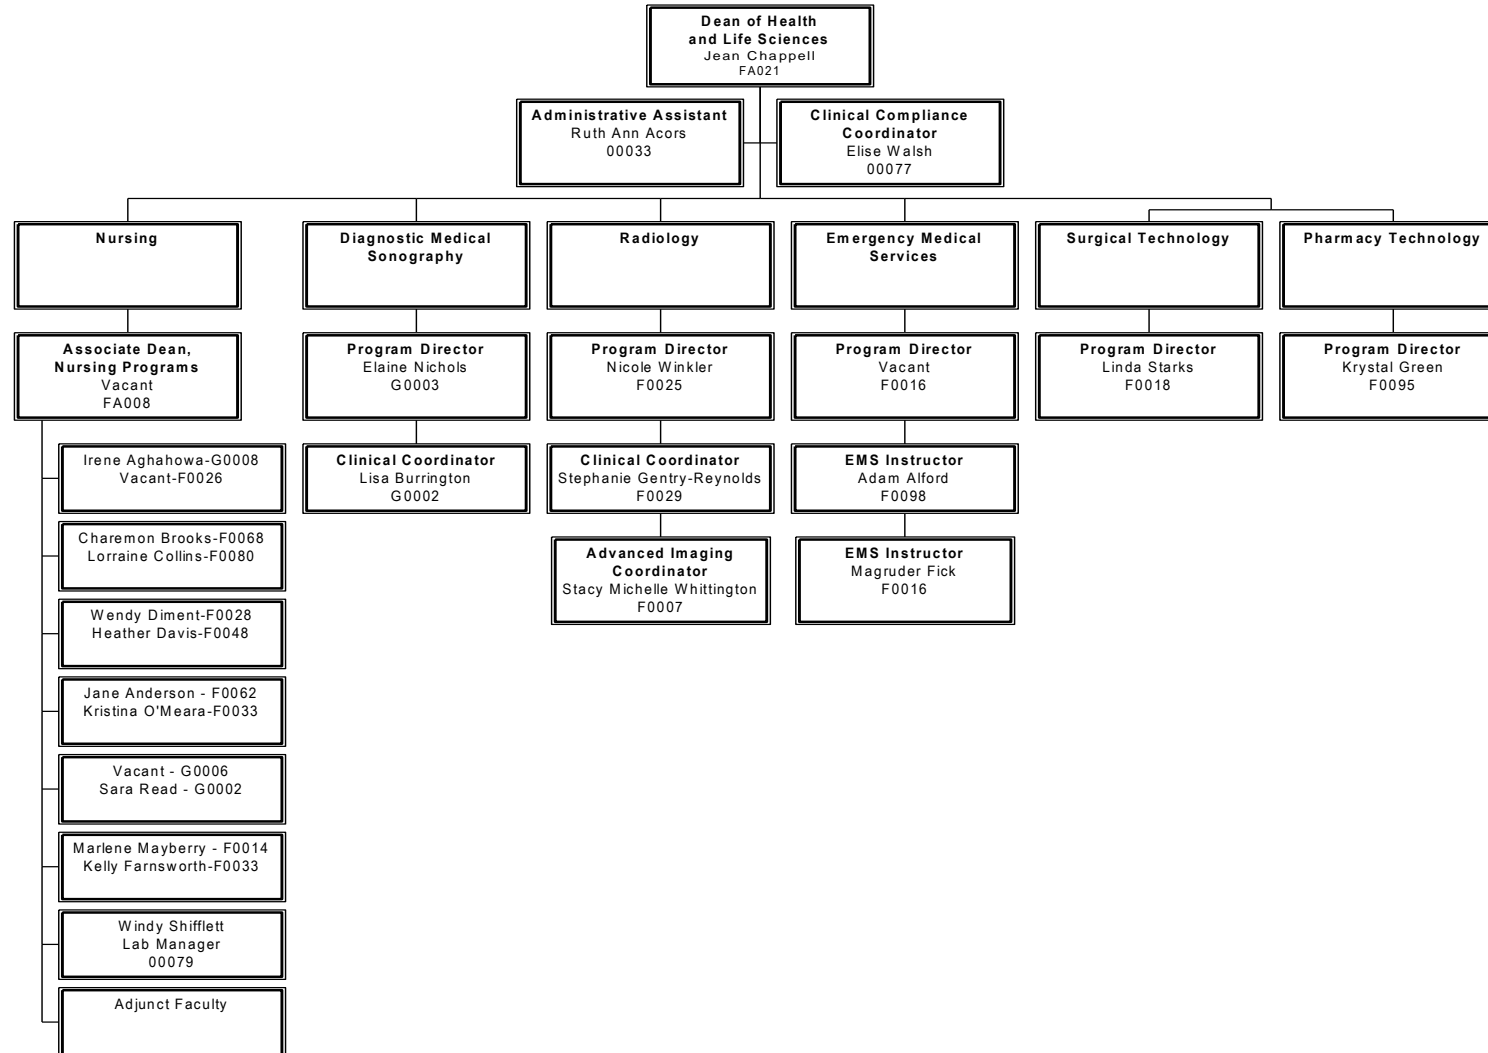 Dean of Health
and Life Sciences
Jean Chappell
FA021
Administrative Assistant
Ruth Ann Acors
00033
Clinical Compliance
Coordinator
Elise Walsh
00077
Nursing
Diagnostic Medical
Sonography
Radiology
Emergency Medical
Services
Surgical Technology
Pharmacy Technology
Associate Dean,
Nursing Programs
Vacant
FA008
Program Director
Elaine Nichols
G0003
Program Director
Nicole Winkler
F0025
Program Director
Vacant
F0016
Program Director
Linda Starks
F0018
Program Director
Krystal Green
F0095
Irene Aghahowa-G0008
Vacant-F0026
Clinical Coordinator
Lisa Burrington
G0002
Clinical Coordinator
Stephanie Gentry-Reynolds
F0029
EMS Instructor
Adam Alford
F0098
Charemon Brooks-F0068
Lorraine Collins-F0080
Advanced Imaging
Coordinator
Stacy Michelle Whittington
F0007
EMS Instructor
Magruder Fick
F0016
Wendy Diment-F0028
Heather Davis-F0048
Jane Anderson - F0062
Kristina O'Meara-F0033
Vacant - G0006
Sara Read - G0002
Marlene Mayberry - F0014
Kelly Farnsworth-F0033
Windy Shifflett
Lab Manager
00079
Adjunct Faculty